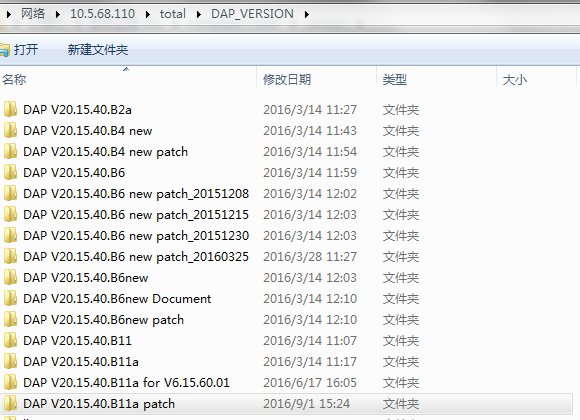 网络 10.5.68.110 total DAP_VERSION
打开 新建文件夹
名称 修改日期 类型 大小
DAP V20.15.40.B2a 2016/3/14 11:27 文件夹
DAP V20.15.40.B4 new 2016/3/14 11:43 文件夹
DAP V20.15.40.B4 new patch 2016/3/14 11:54 文件夹
DAP V20.15.40.B6 2016/3/14 11:59 文件夹
DAP V20.15.40.B6 new patch_20151208 2016/3/14 12:02 文件夹
DAP V20.15.40.B6 new patch_20151215 2016/3/14 12:03 文件夹
DAP V20.15.40.B6 new patch_20151230 2016/3/14 12:03 文件夹
DAP V20.15.40.B6 new patch_20160325 2016/3/28 11:27 文件夹
DAP V20.15.40.B6new 2016/3/14 12:03 文件夹
DAP V20.15.40.B6new Document 2016/3/14 12:10 文件夹
DAP V20.15.40.B6new patch 2016/3/14 12:10 文件夹
DAP V20.15.40.B11 2016/3/14 11:07 文件夹
DAP V20.15.40.B11a 2016/3/14 11:17 文件夹
DAP V20.15.40.B11a for V6.15.60.01 2016/6/17 16:05 文件夹
DAP V20.15.40.B11a patch 2016/9/1 15:24 文件夹